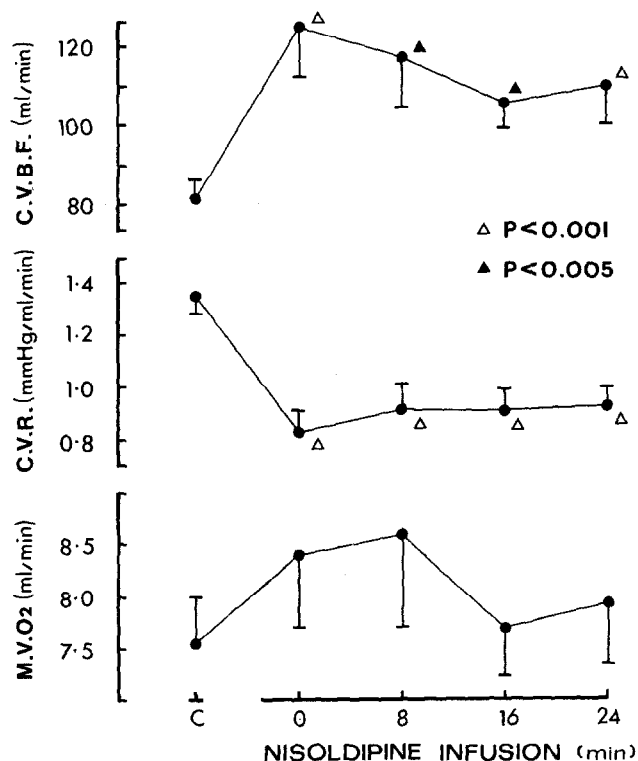 C.V.B.F. (ml/min)
120
100
80
△ P<0.001
▲ P<0.005
C.V.R. (mmHg/ml/min)
1·4
1·2
1·0
0·8
M.V.O2 (ml/min)
8·5
8·0
7·5
C 0 8 16 24
NISOLDIPINE INFUSION (min)